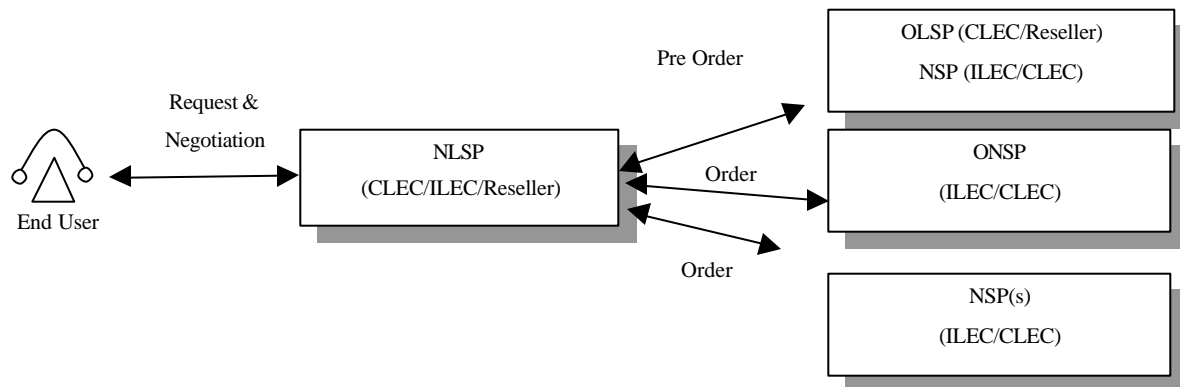 OLSP (CLEC/Reseller)
NSP (ILEC/CLEC)
Pre Order
Request &
Negotiation
NLSP
(CLEC/ILEC/Reseller)
Order
ONSP
(ILEC/CLEC)
End User
Order
NSP(s)
(ILEC/CLEC)